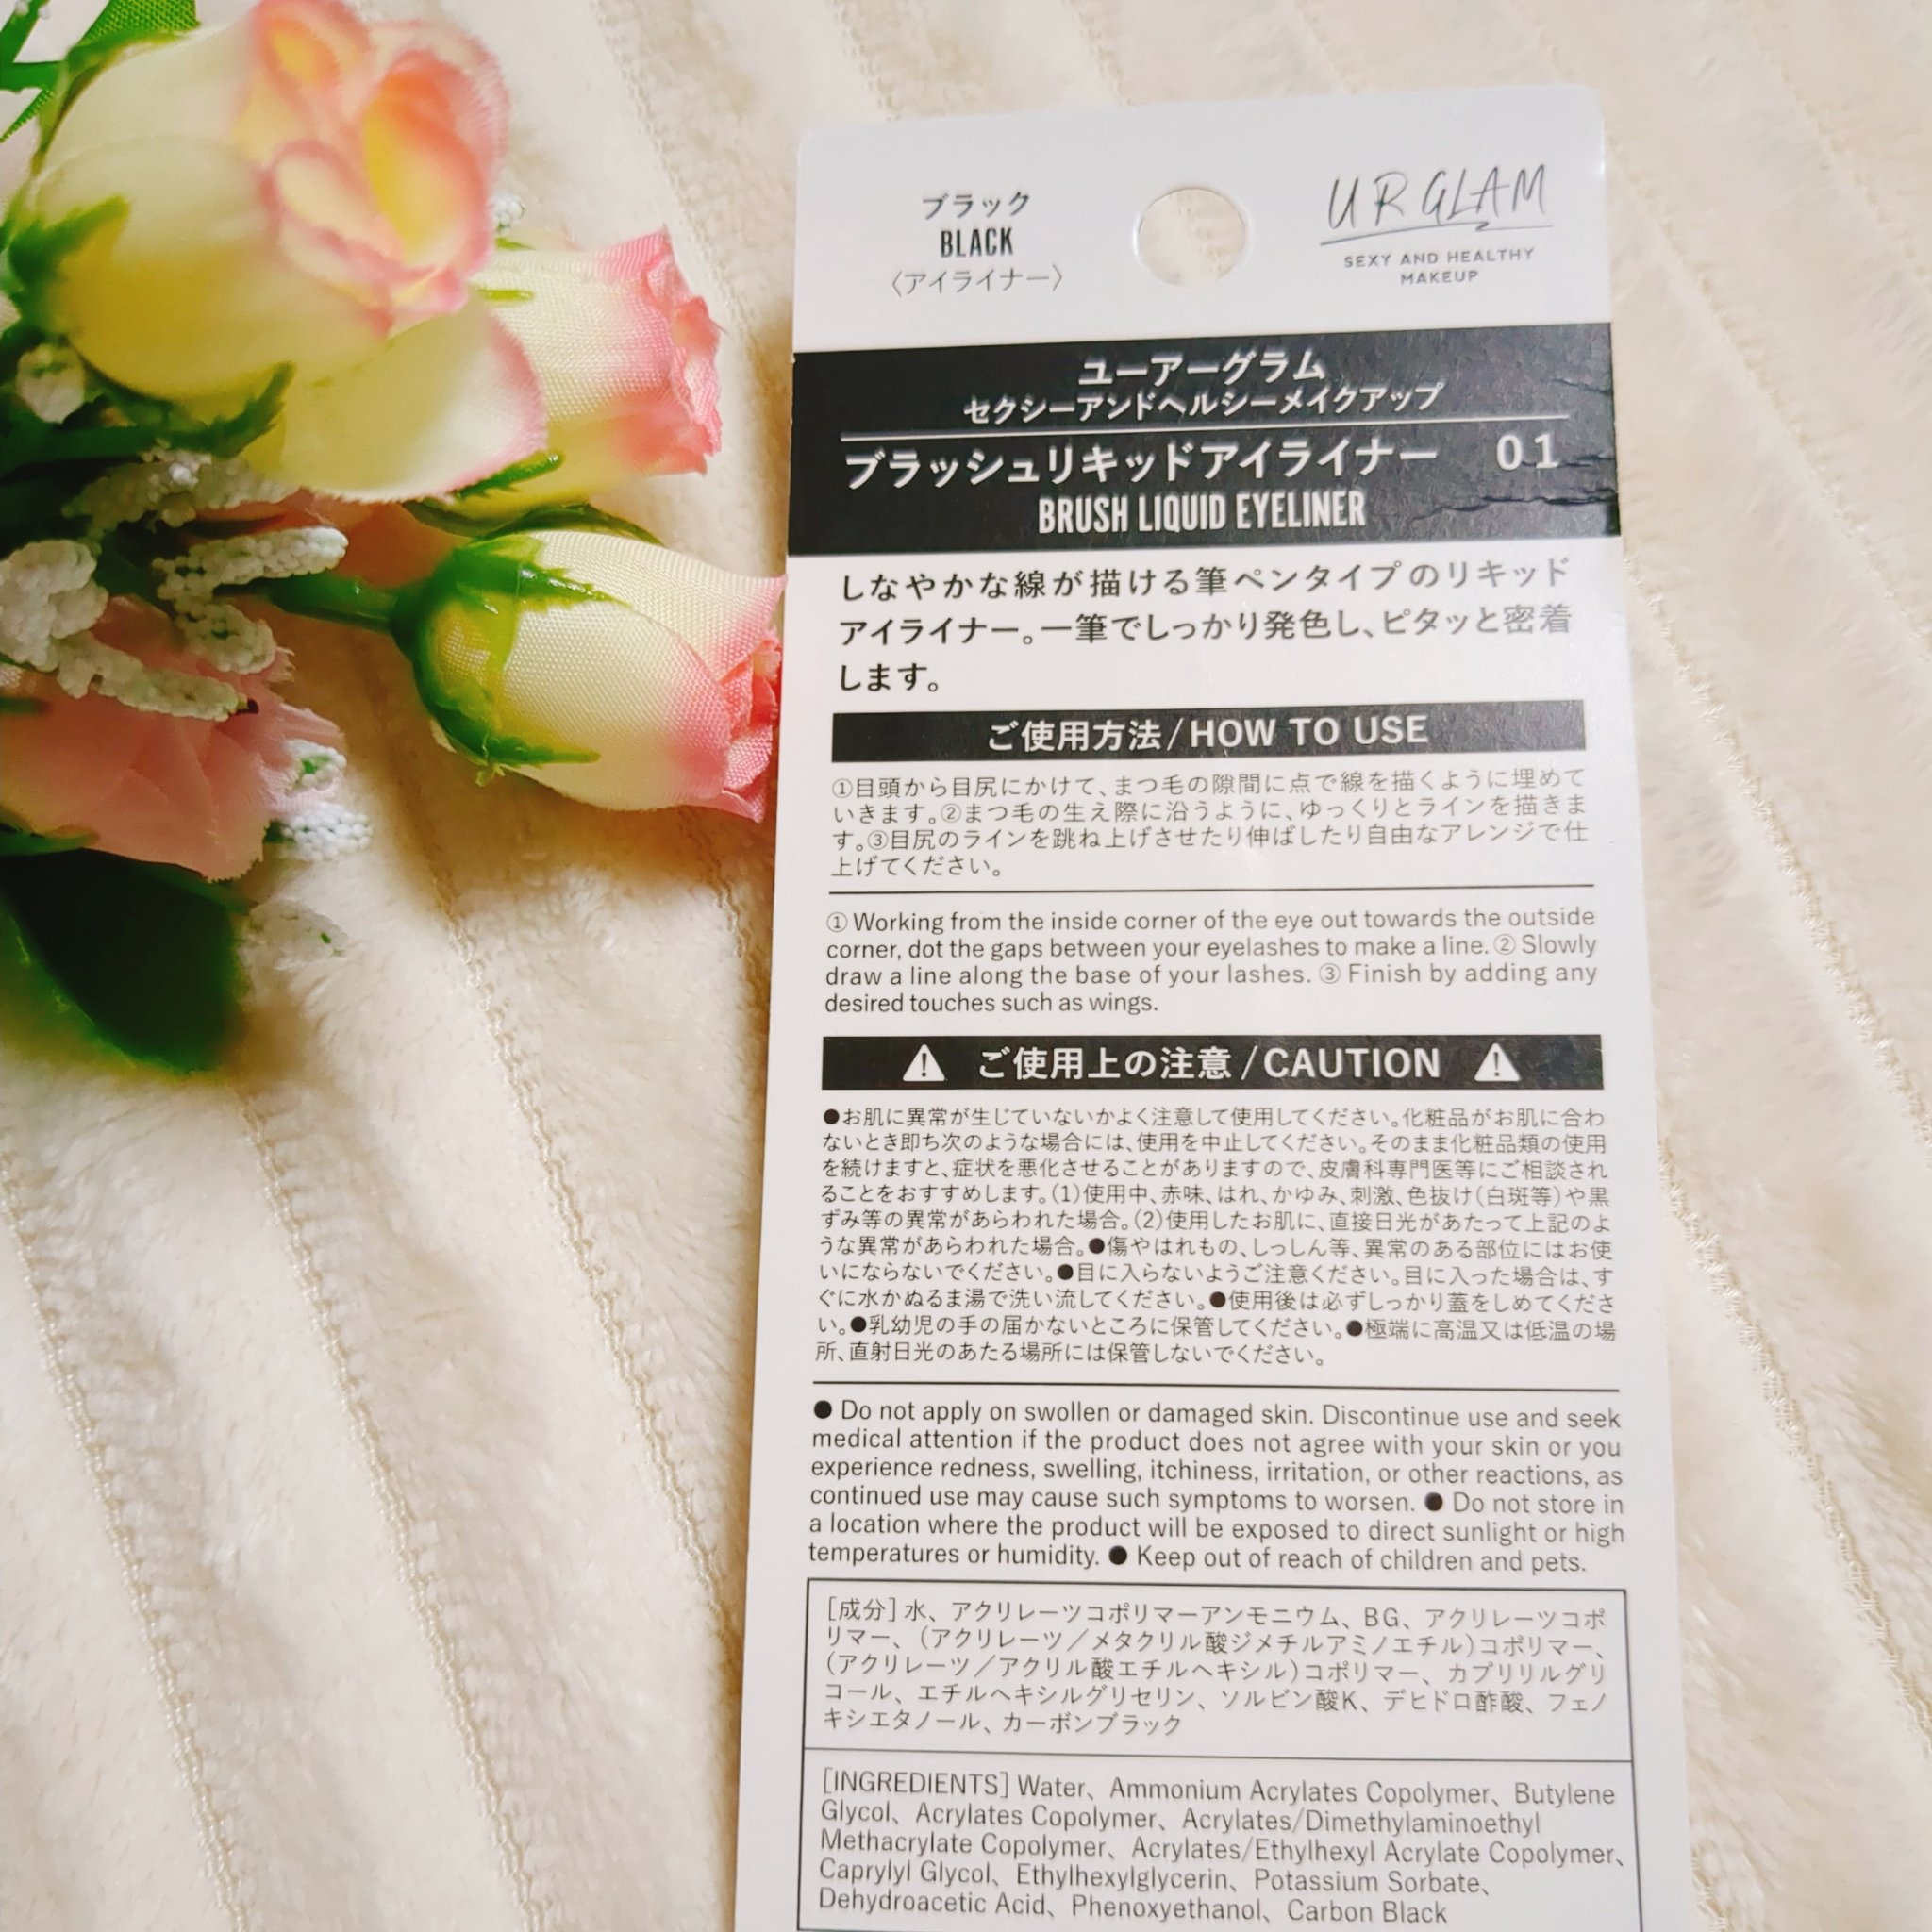 ブラック
BLACK
〈アイライナー〉
UR GLAM
SEXY AND HEALTHY
MAKEUP
ユーアーグラム
セクシーアンドヘルシーメイクアップ
ブラッシュリキッドアイライナー 01
BRUSH LIQUID EYELINER
しなやかな線が描ける筆ペンタイプのリキッド
アイライナー。一筆でしっかり発色し、ピタッと密着
します。
ご使用方法/HOW TO USE
①目頭から目尻にかけて、まつ毛の隙間に点で線を描くように埋めて
いきます。②まつ毛の生え際に沿うように、ゆっくりとラインを描きま
す。③目尻のラインを跳ね上げさせたり伸ばしたり自由なアレンジで仕
上げてください。
① Working from the inside corner of the eye out towards the outside
corner, dot the gaps between your eyelashes to make a line. ② Slowly
draw a line along the base of your lashes. ③ Finish by adding any
desired touches such as wings.
⚠ ご使用上の注意/CAUTION ⚠
●お肌に異常が生じていないかよく注意して使用してください。化粧品がお肌に合わ
ないとき即ち次のような場合には、使用を中止してください。そのまま化粧品類の使用
を続けますと、症状を悪化させることがありますので、皮膚科専門医等にご相談され
ることをおすすめします。(1)使用中、赤味、はれ、かゆみ、刺激、色抜け(白斑等)や黒
ずみ等の異常があらわれた場合。(2)使用したお肌に、直接日光があたって上記のよ
うな異常があらわれた場合。●傷やはれもの、しっしん等、異常のある部位にはお使
いにならないでください。●目に入らないようご注意ください。目に入った場合は、す
ぐに水かぬるま湯で洗い流してください。●使用後は必ずしっかり蓋をしめてくださ
い。●乳幼児の手の届かないところに保管してください。●極端に高温又は低温の場
所、直射日光のあたる場所には保管しないでください。
● Do not apply on swollen or damaged skin. Discontinue use and seek
medical attention if the product does not agree with your skin or you
experience redness, swelling, itchiness, irritation, or other reactions, as
continued use may cause such symptoms to worsen. ● Do not store in
a location where the product will be exposed to direct sunlight or high
temperatures or humidity. ● Keep out of reach of children and pets.
[成分]水、アクリレーツコポリマーアンモニウム、BG、アクリレーツコポ
リマー、(アクリレーツ/メタクリル酸ジメチルアミノエチル)コポリマー、
(アクリレーツ/アクリル酸エチルヘキシル)コポリマー、カプリリルグリ
コール、エチルヘキシルグリセリン、ソルビン酸K、デヒドロ酢酸、フェノ
キシエタノール、カーボンブラック
[INGREDIENTS] Water、Ammonium Acrylates Copolymer、Butylene
Glycol、Acrylates Copolymer、Acrylates/Dimethylaminoethyl
Methacrylate Copolymer、Acrylates/Ethylhexyl Acrylate Copolymer、
Caprylyl Glycol、Ethylhexylglycerin、Potassium Sorbate、
Dehydroacetic Acid、Phenoxyethanol、Carbon Black